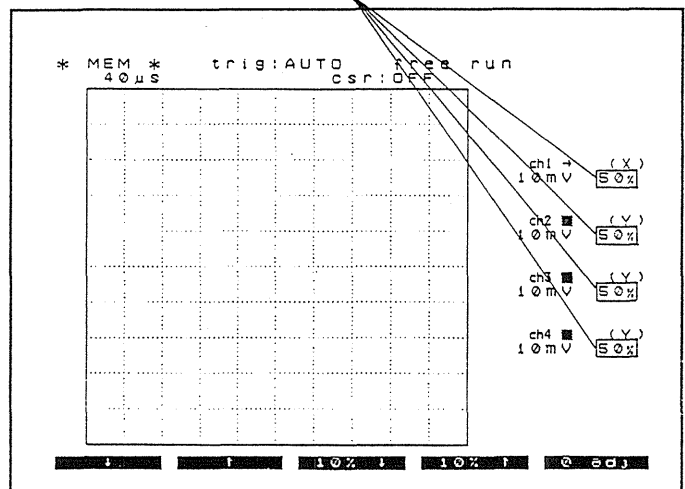 * MEM * trig:AUTO free run
40µs csr:OFF
ch1 → (X)
10mV 50%
ch2 ■ (Y)
10mV 50%
ch3 ■ (Y)
10mV 50%
ch4 ■ (Y)
10mV 50%
↓ ↑ 10% ↓ 10% ↑ 0 adj